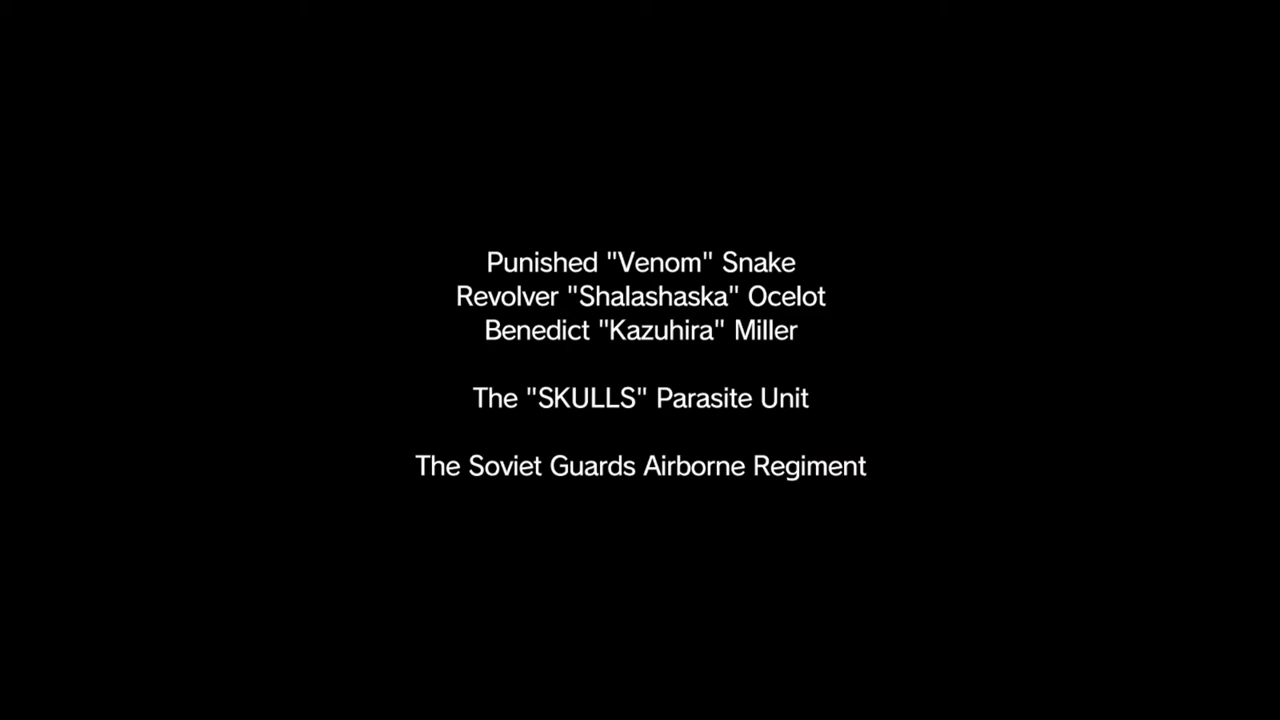 Punished "Venom" Snake
Revolver "Shalashaska" Ocelot
Benedict "Kazuhira" Miller
The "SKULLS" Parasite Unit
The Soviet Guards Airborne Regiment